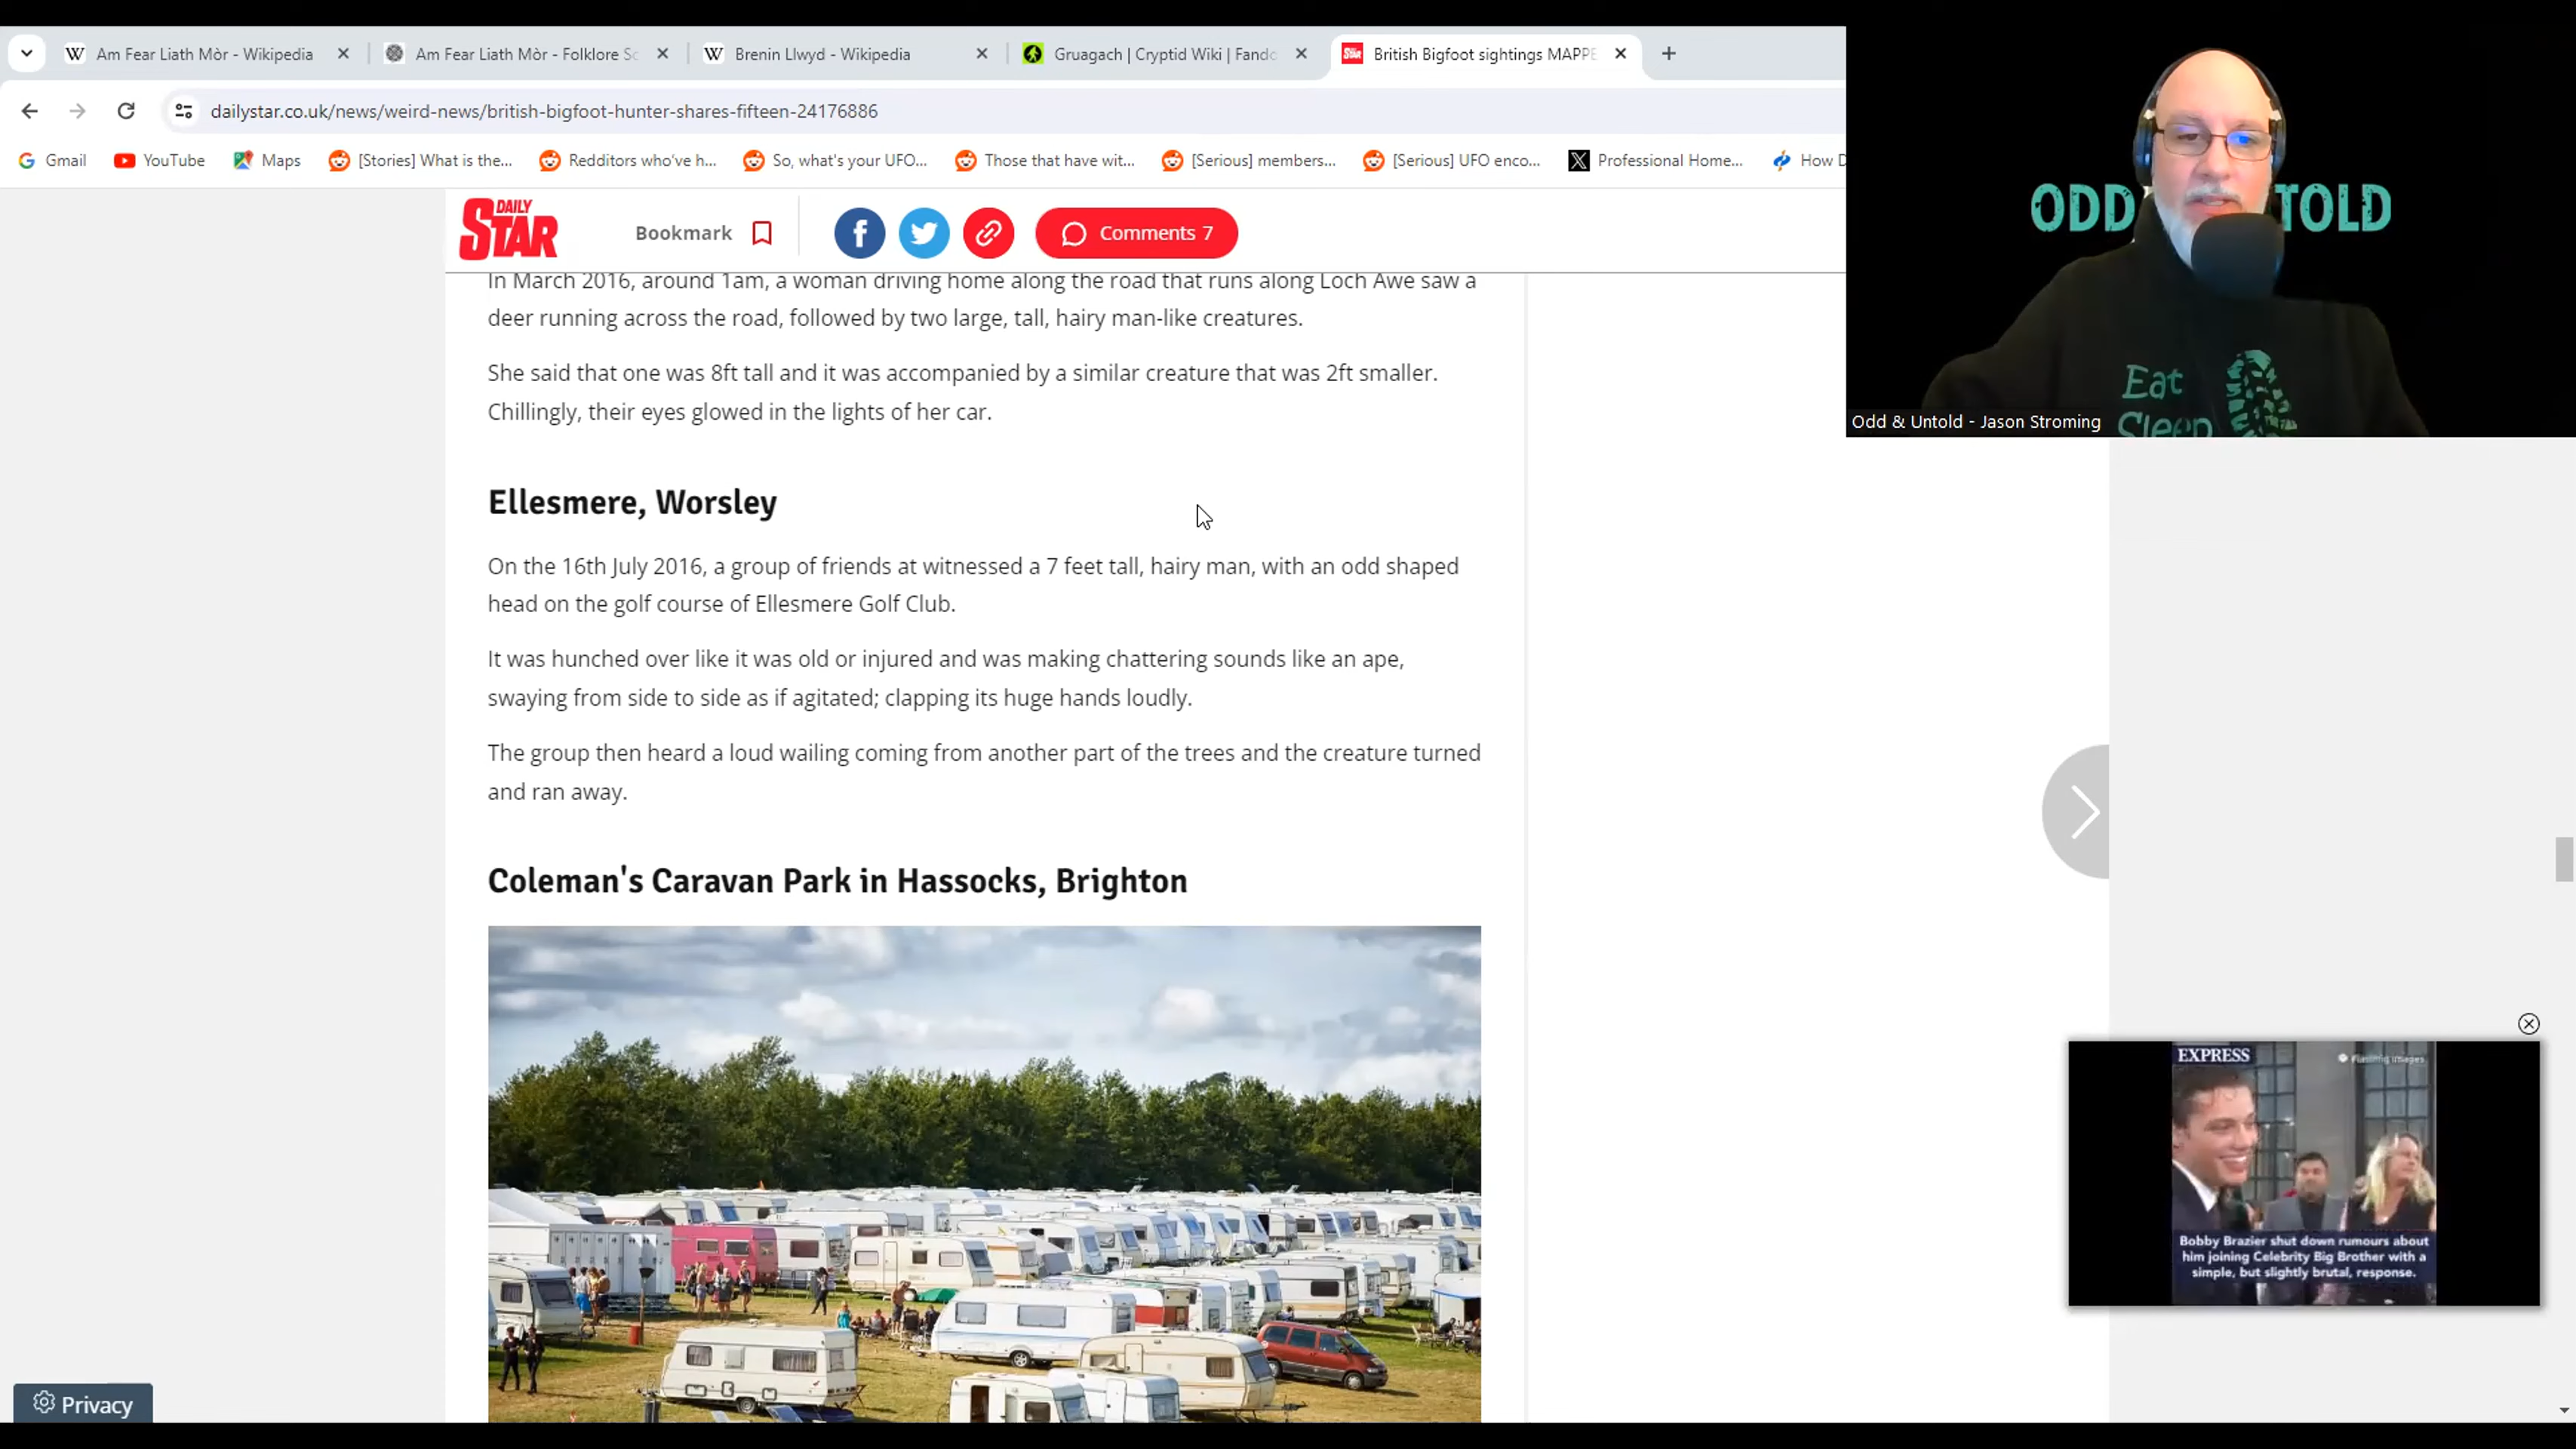 Am Fear Liath Mòr - Wikipedia
Am Fear Liath Mòr - Folklore Sc
Brenin Llwyd - Wikipedia
Gruagach | Cryptid Wiki | Fando
British Bigfoot sightings MAPPE
dailystar.co.uk/news/weird-news/british-bigfoot-hunter-shares-fifteen-24176886
Gmail
YouTube
Maps
[Stories] What is the...
Redditors who've h...
So, what's your UFO...
Those that have wit...
[Serious] members...
[Serious] UFO enco...
Professional Home...
How D
DAILY
STAR
Bookmark
Comments 7
In March 2016, around 1am, a woman driving home along the road that runs along Loch Awe saw a
deer running across the road, followed by two large, tall, hairy man-like creatures.
She said that one was 8ft tall and it was accompanied by a similar creature that was 2ft smaller.
Chillingly, their eyes glowed in the lights of her car.
Ellesmere, Worsley
On the 16th July 2016, a group of friends at witnessed a 7 feet tall, hairy man, with an odd shaped
head on the golf course of Ellesmere Golf Club.
It was hunched over like it was old or injured and was making chattering sounds like an ape,
swaying from side to side as if agitated; clapping its huge hands loudly.
The group then heard a loud wailing coming from another part of the trees and the creature turned
and ran away.
Coleman's Caravan Park in Hassocks, Brighton
Privacy
ODD TOLD
Eat
Sleep
Odd & Untold - Jason Stroming
EXPRESS
Flashing images
Bobby Brazier shut down rumours about
him joining Celebrity Big Brother with a
simple, but slightly brutal, response.